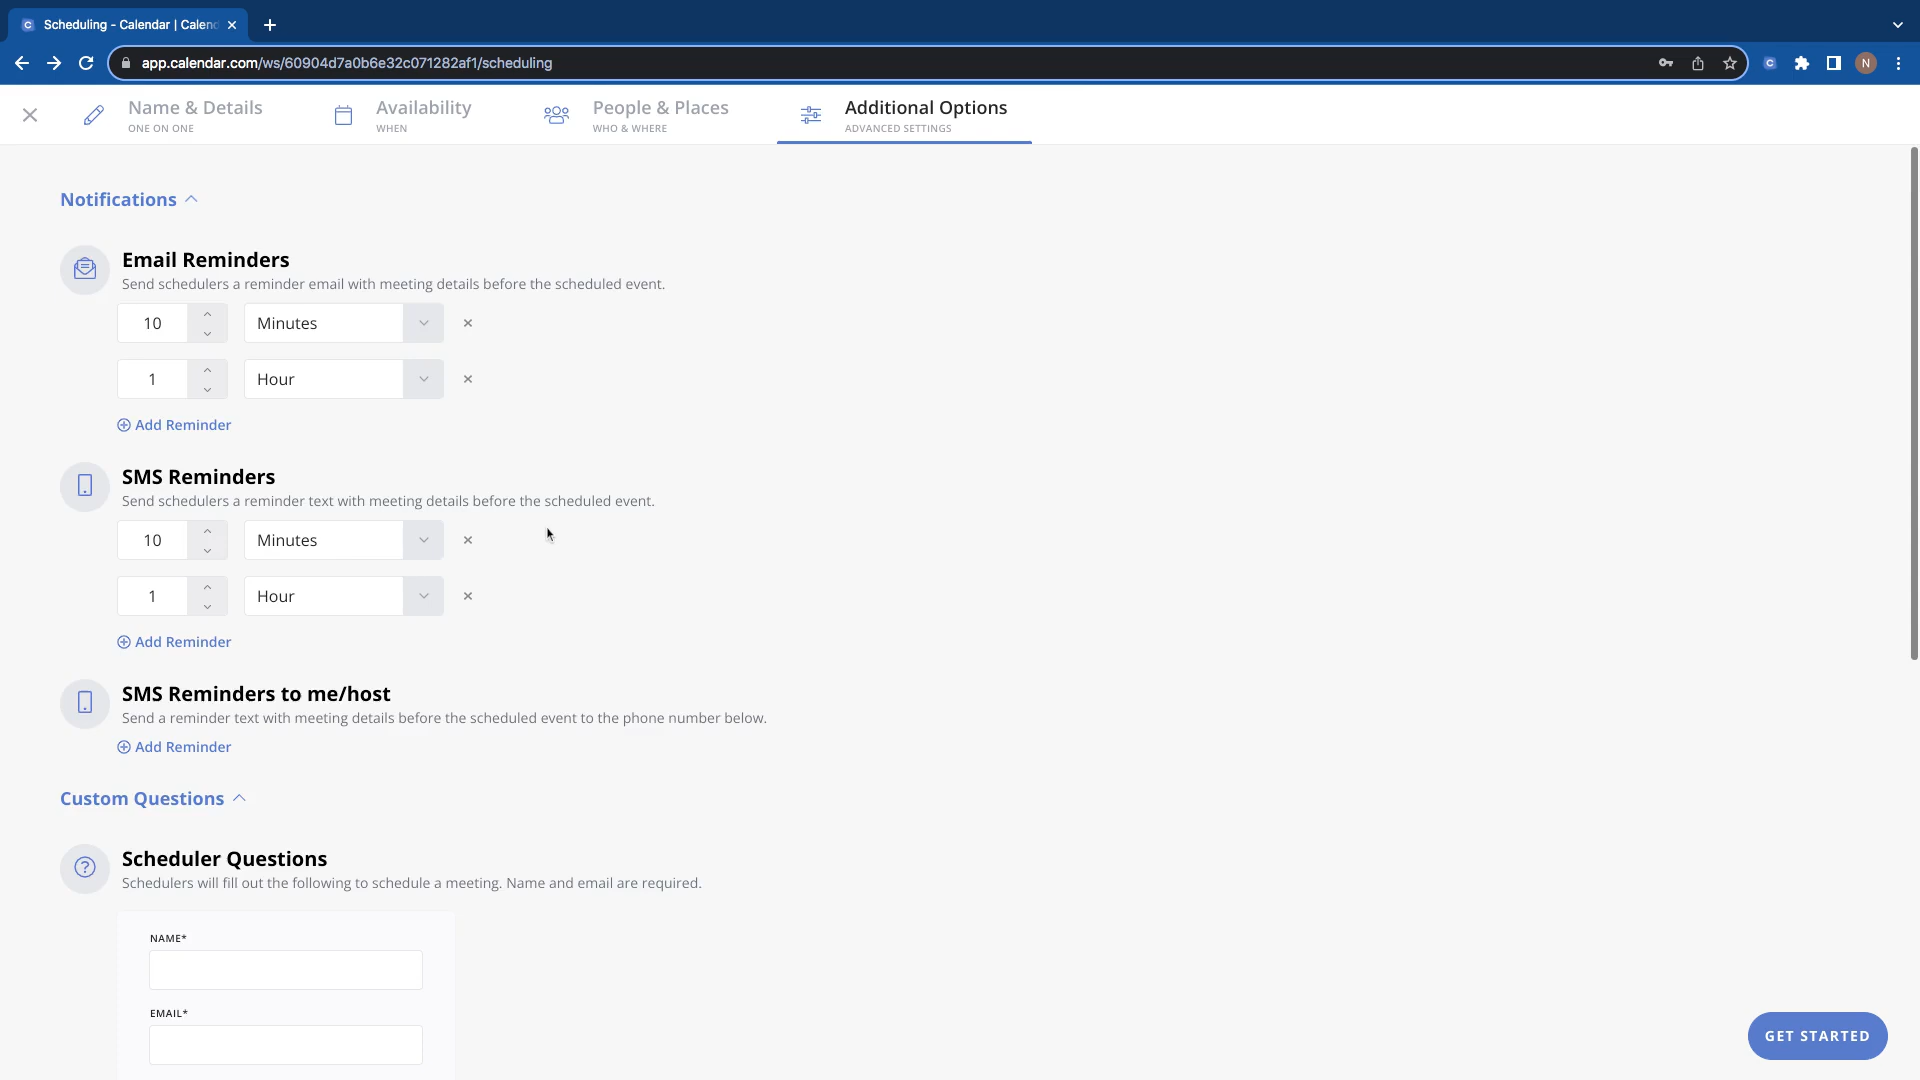 Scheduling - Calendar | Calen
app.calendar.com/ws/60904d7a0b6e32c071282af1/scheduling
C
N
Name & Details
ONE ON ONE
Availability
WHEN
People & Places
WHO & WHERE
Additional Options
ADVANCED SETTINGS
Notifications
Email Reminders
Send schedulers a reminder email with meeting details before the scheduled event.
10 Minutes
1 Hour
Add Reminder
SMS Reminders
Send schedulers a reminder text with meeting details before the scheduled event.
10 Minutes
1 Hour
Add Reminder
SMS Reminders to me/host
Send a reminder text with meeting details before the scheduled event to the phone number below.
Add Reminder
Custom Questions
Scheduler Questions
Schedulers will fill out the following to schedule a meeting. Name and email are required.
NAME*
EMAIL*
GET STARTED